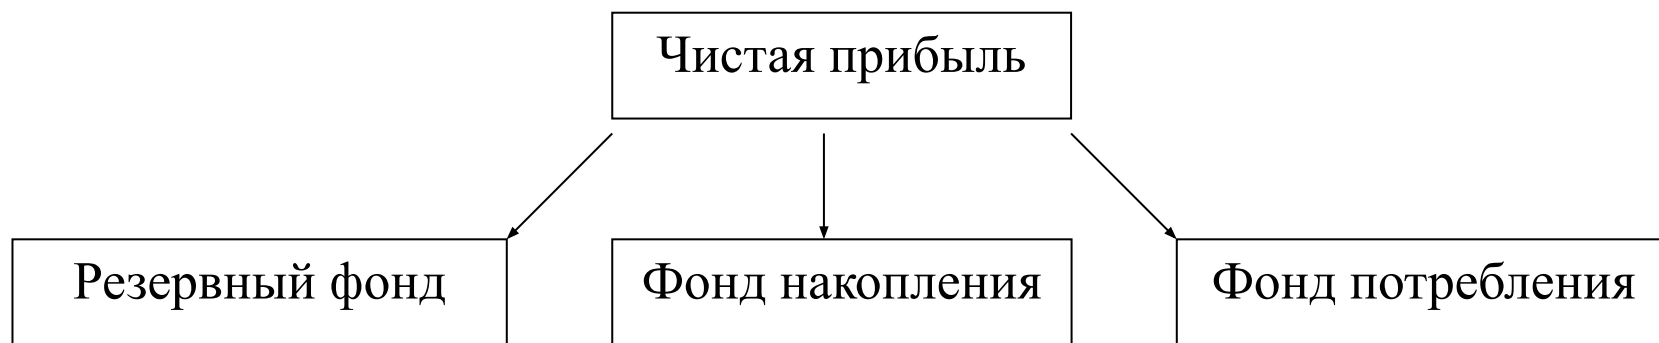 Чистая прибыль
Резервный фонд
Фонд накопления
Фонд потребления